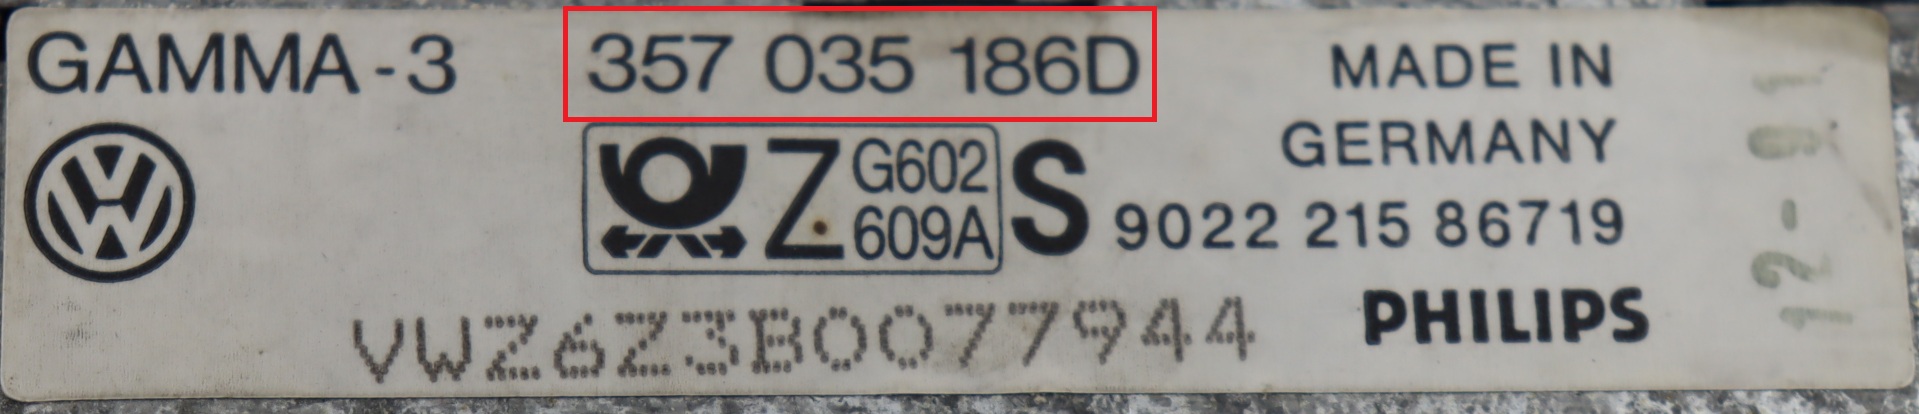 GAMMA-3 357 035 186D MADE IN
GERMANY
Z G602
609A S 9022 215 86719
VWZ6Z3B0077944 PHILIPS
12-91